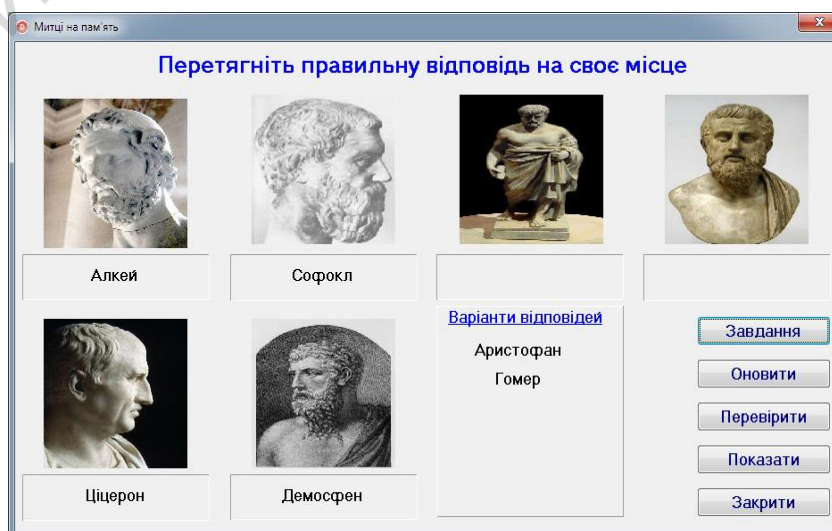 Митці на пам'ять
Перетягніть правильну відповідь на своє місце
Алкей
Софокл
Ціцерон
Демосфен
Варіанти відповідей
Аристофан
Гомер
Завдання
Оновити
Перевірити
Показати
Закрити